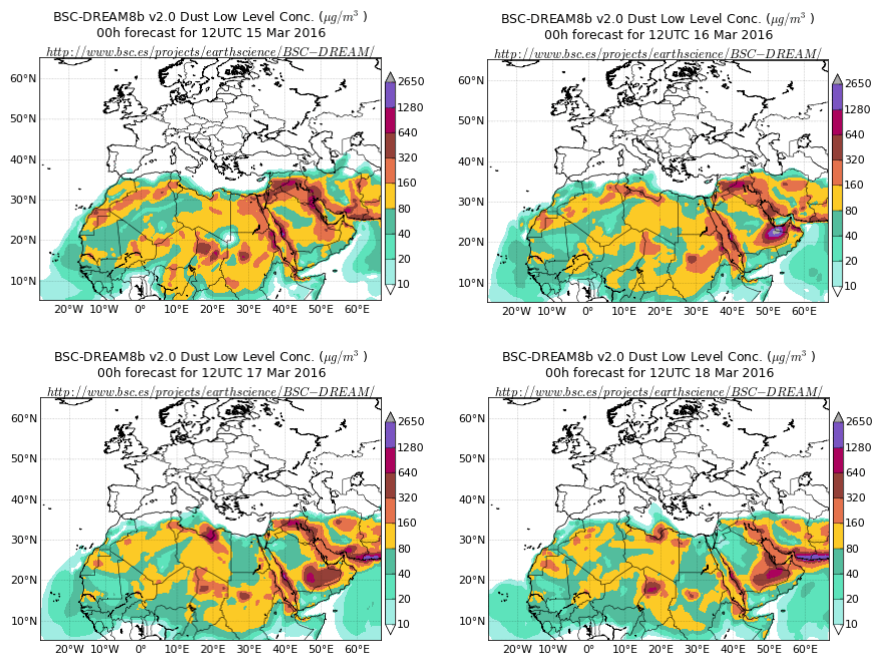 BSC-DREAM8b v2.0 Dust Low Level Conc. (μg/m³ )
00h forecast for 12UTC 15 Mar 2016
http://www.bsc.es/projects/earthscience/BSC−DREAM/
60°N
50°N
40°N
30°N
20°N
10°N
20°W 10°W 0° 10°E 20°E 30°E 40°E 50°E 60°E
2650
1280
640
320
160
80
40
20
10
BSC-DREAM8b v2.0 Dust Low Level Conc. (μg/m³ )
00h forecast for 12UTC 16 Mar 2016
http://www.bsc.es/projects/earthscience/BSC−DREAM/
60°N
50°N
40°N
30°N
20°N
10°N
20°W 10°W 0° 10°E 20°E 30°E 40°E 50°E 60°E
2650
1280
640
320
160
80
40
20
10
BSC-DREAM8b v2.0 Dust Low Level Conc. (μg/m³ )
00h forecast for 12UTC 17 Mar 2016
http://www.bsc.es/projects/earthscience/BSC−DREAM/
60°N
50°N
40°N
30°N
20°N
10°N
20°W 10°W 0° 10°E 20°E 30°E 40°E 50°E 60°E
2650
1280
640
320
160
80
40
20
10
BSC-DREAM8b v2.0 Dust Low Level Conc. (μg/m³ )
00h forecast for 12UTC 18 Mar 2016
http://www.bsc.es/projects/earthscience/BSC−DREAM/
60°N
50°N
40°N
30°N
20°N
10°N
20°W 10°W 0° 10°E 20°E 30°E 40°E 50°E 60°E
2650
1280
640
320
160
80
40
20
10